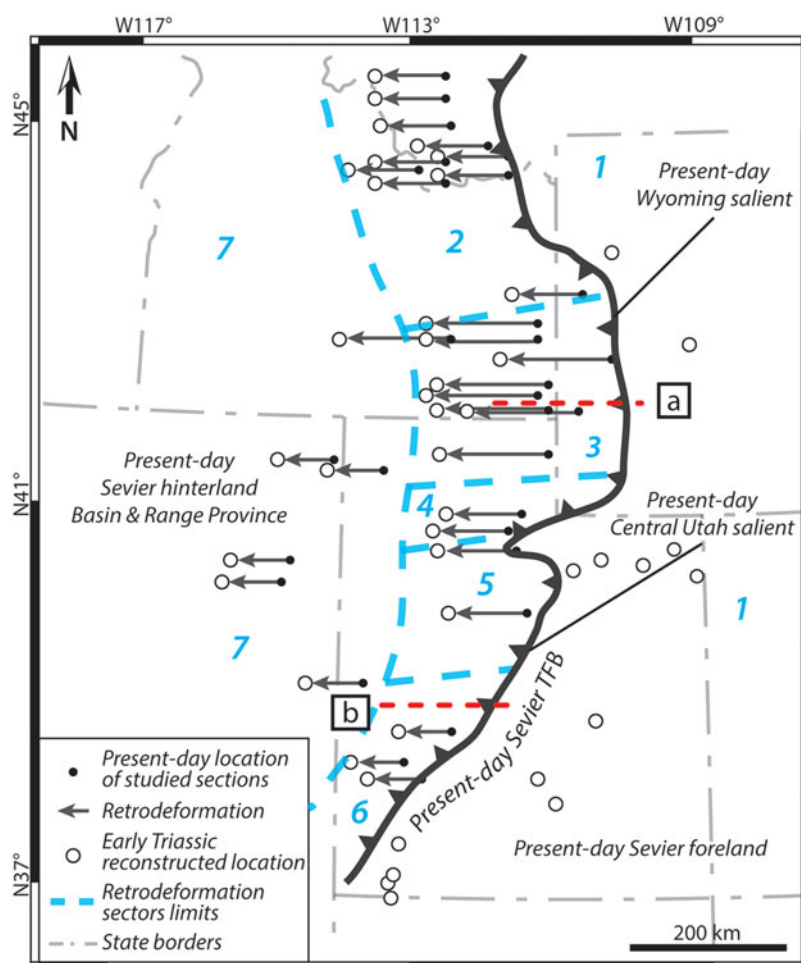 W117°
W113°
W109°
N45°
N
1
Present-day
Wyoming salient
2
7
a
3
Present-day
Sevier hinterland
Basin & Range Province
N41°
4
Present-day
Central Utah salient
5
1
7
b
Present-day Sevier TFB
6
Present-day Sevier foreland
N37°
Present-day location
of studied sections
Retrodeformation
Early Triassic
reconstructed location
Retrodeformation
sectors limits
State borders
200 km